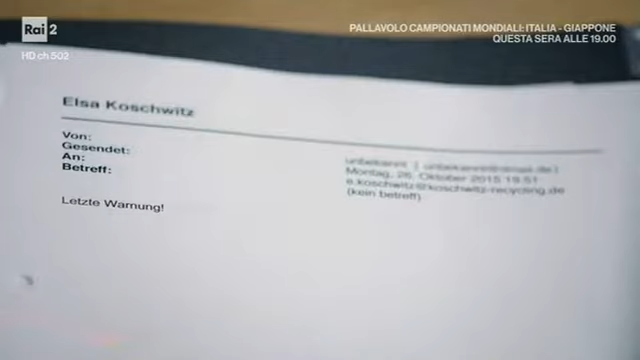 Rai 2
HD ch 502
PALLAVOLO CAMPIONATI MONDIALI: ITALIA - GIAPPONE
QUESTA SERA ALLE 19.00
Elsa Koschwitz
Von: unbekannt
Gesendet: Montag, 26. Oktober 2015 19:51
An: e.koschwitz@koschwitz-recycling.de
Betreff: (kein betreff)
Letzte Warnung!